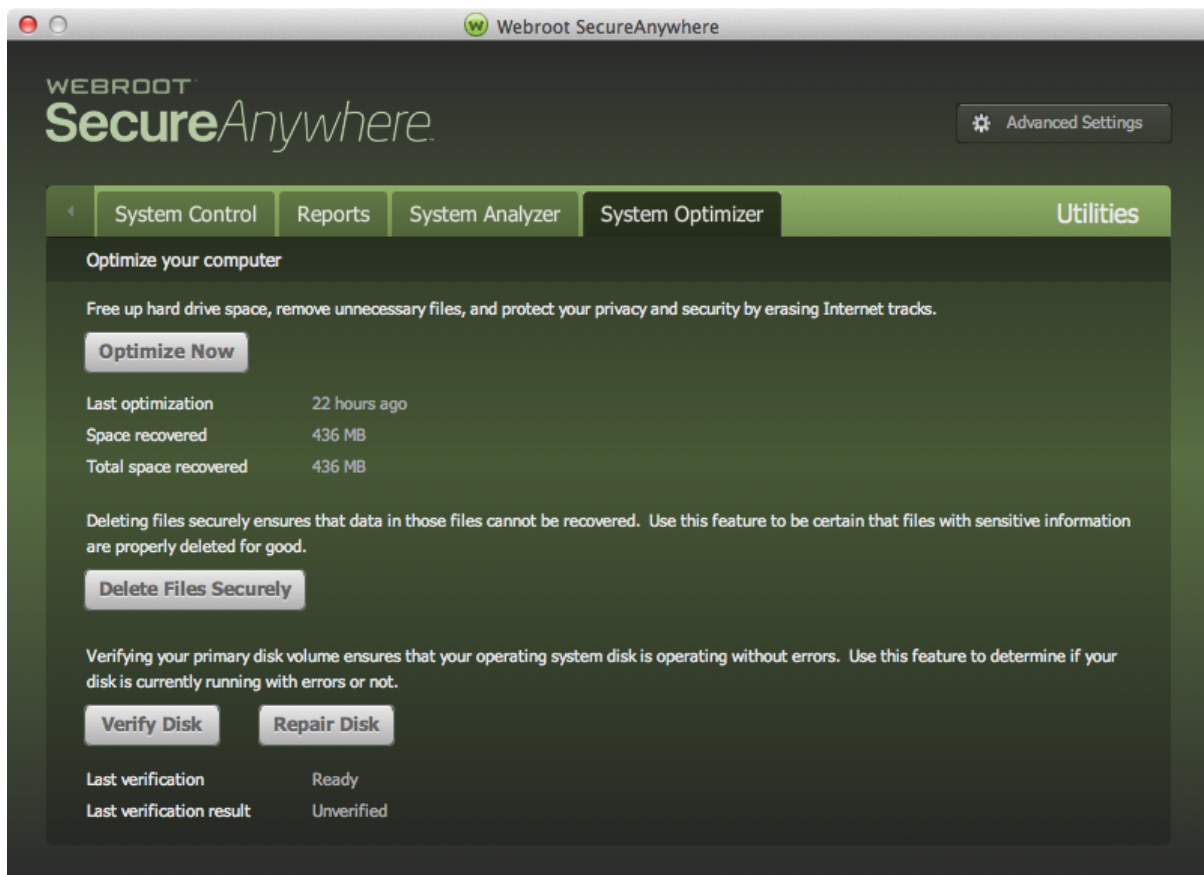 Webroot SecureAnywhere
WEBROOT
SecureAnywhere
Advanced Settings
System Control
Reports
System Analyzer
System Optimizer
Utilities
Optimize your computer
Free up hard drive space, remove unnecessary files, and protect your privacy and security by erasing Internet tracks.
Optimize Now
Last optimization 22 hours ago
Space recovered 436 MB
Total space recovered 436 MB
Deleting files securely ensures that data in those files cannot be recovered.  Use this feature to be certain that files with sensitive information
are properly deleted for good.
Delete Files Securely
Verifying your primary disk volume ensures that your operating system disk is operating without errors.  Use this feature to determine if your
disk is currently running with errors or not.
Verify Disk Repair Disk
Last verification Ready
Last verification result Unverified